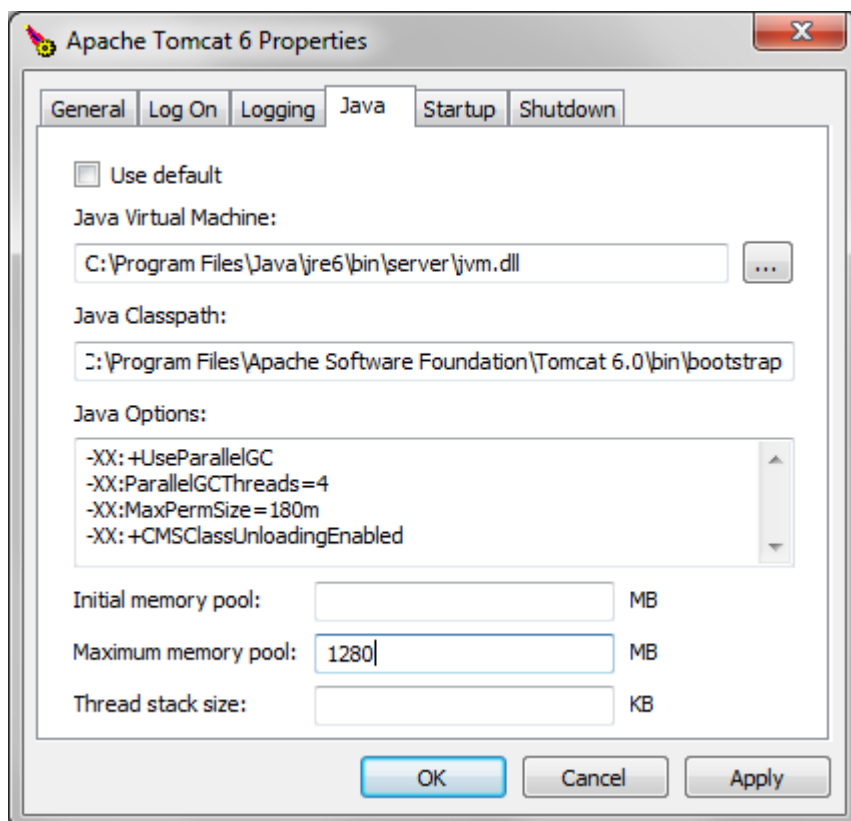 Apache Tomcat 6 Properties
General Log On Logging Java Startup Shutdown
Use default
Java Virtual Machine:
C:\Program Files\Java\jre6\bin\server\jvm.dll ...
Java Classpath:
C:\Program Files\Apache Software Foundation\Tomcat 6.0\bin\bootstrap
Java Options:
-XX:+UseParallelGC
-XX:ParallelGCThreads=4
-XX:MaxPermSize=180m
-XX:+CMSClassUnloadingEnabled
Initial memory pool: MB
Maximum memory pool: 1280 MB
Thread stack size: KB
OK Cancel Apply